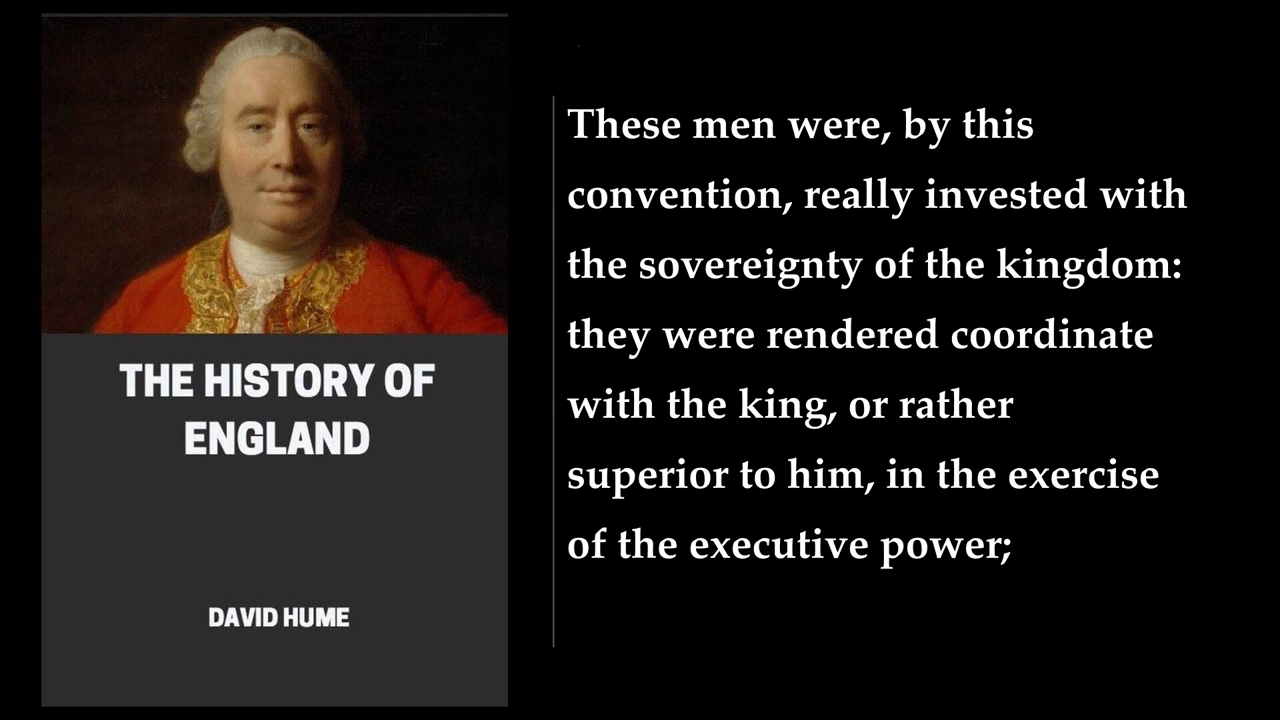 THE HISTORY OF
ENGLAND
DAVID HUME
These men were, by this
convention, really invested with
the sovereignty of the kingdom:
they were rendered coordinate
with the king, or rather
superior to him, in the exercise
of the executive power;